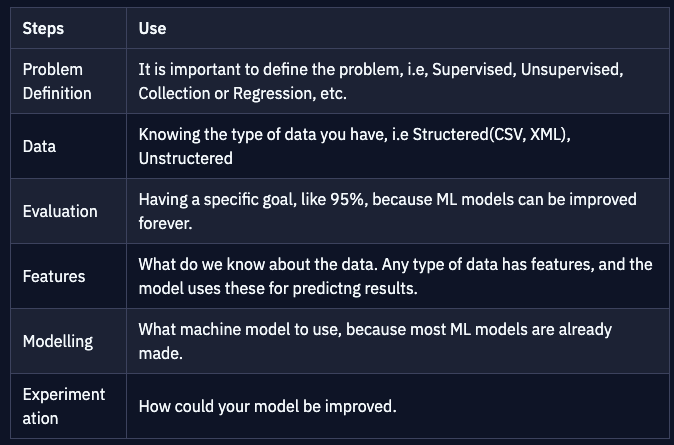 Steps
Use
Problem
Definition
It is important to define the problem, i.e, Supervised, Unsupervised,
Collection or Regression, etc.
Data
Knowing the type of data you have, i.e Structered(CSV, XML),
Unstructured
Evaluation
Having a specific goal, like 95%, because ML models can be improved
forever.
Features
What do we know about the data. Any type of data has features, and the
model uses these for predictng results.
Modelling
What machine model to use, because most ML models are already
made.
Experiment
ation
How could your model be improved.